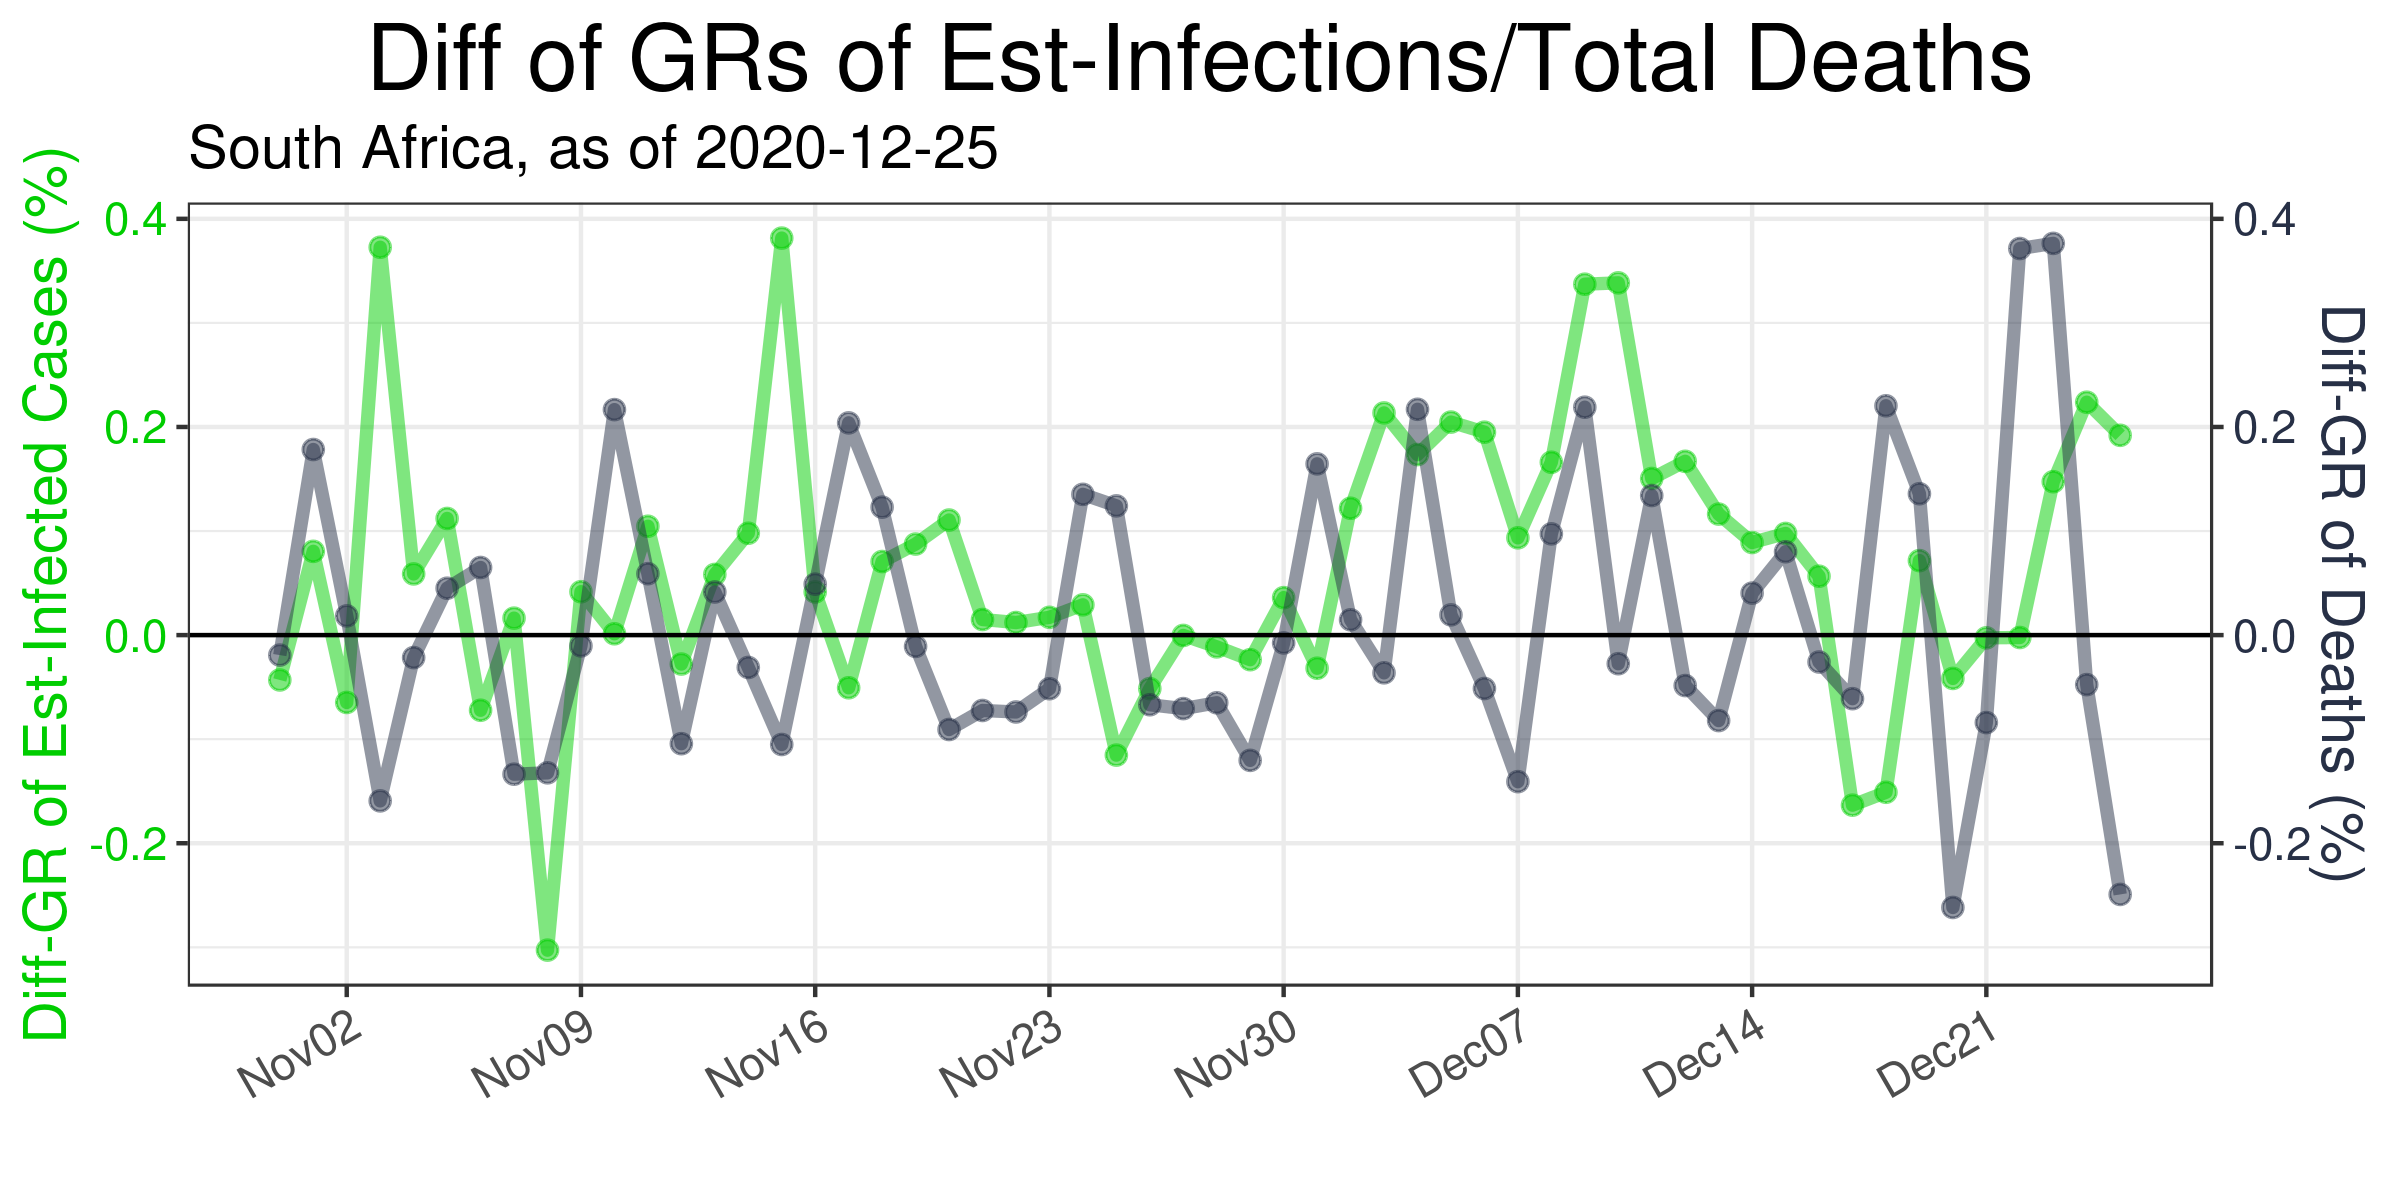 Diff of GRs of Est-Infections/Total Deaths
South Africa, as of 2020-12-25
Diff-GR of Est-Infected Cases (%)
0.4
0.2
0.0
-0.2
0.4
0.2
0.0
-0.2
Diff-GR of Deaths (%)
Nov02
Nov09
Nov16
Nov23
Nov30
Dec07
Dec14
Dec21